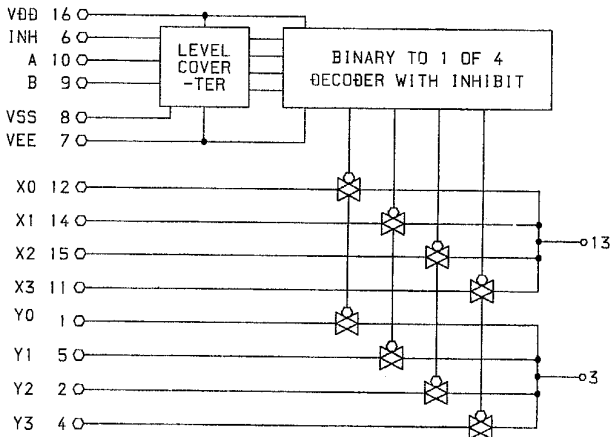 VDD 16
INH 6
A 10
B 9
VSS 8
VEE 7
LEVEL
COVER
-TER
BINARY TO 1 OF 4
DECODER WITH INHIBIT
X0 12
X1 14
X2 15
X3 11
13
Y0 1
Y1 5
Y2 2
Y3 4
3